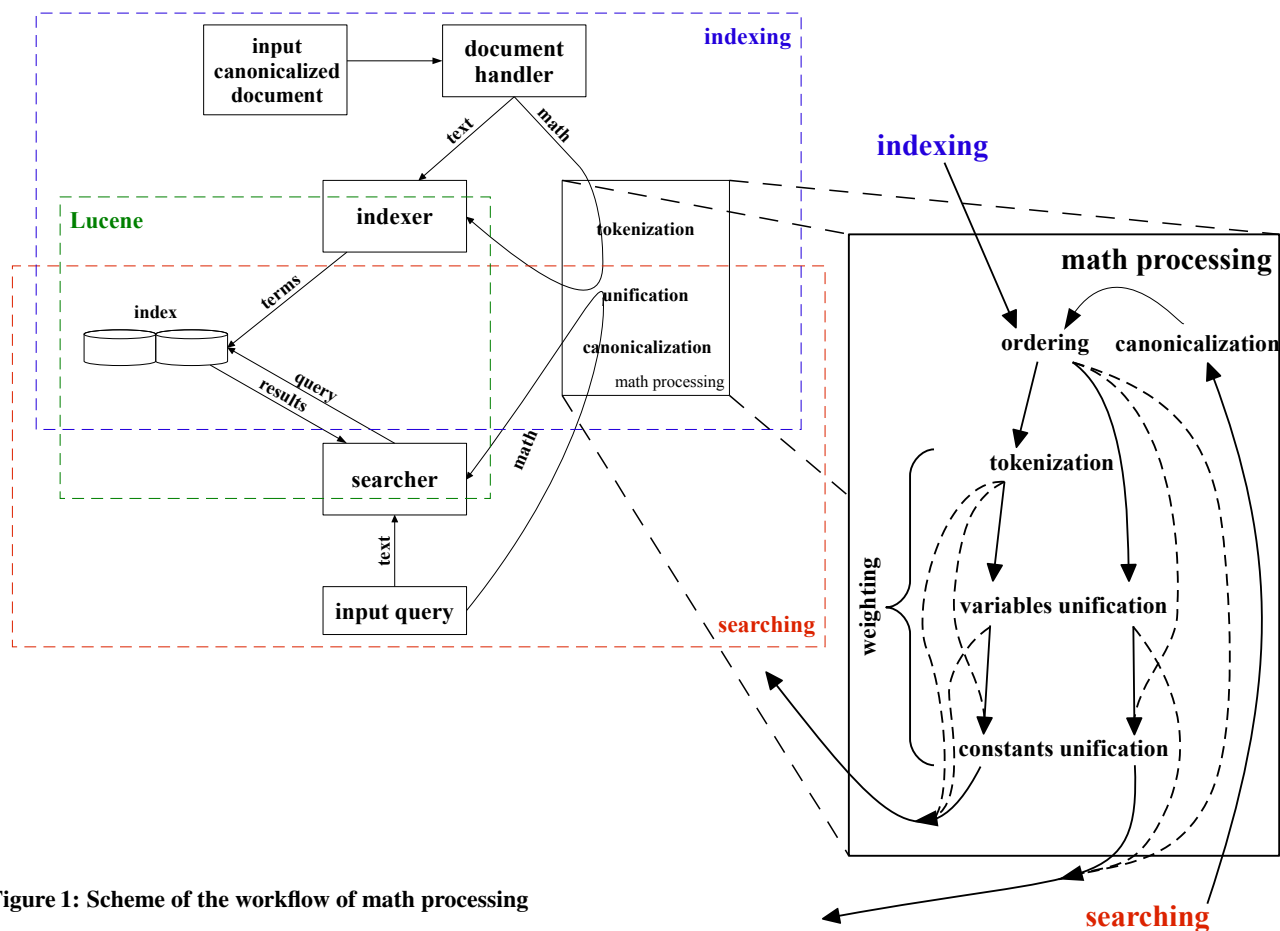 indexing
input
canonicalized
document
document
handler
text
math
indexer
Lucene
tokenization
unification
canonicalization
math processing
terms
index
query
results
math
searcher
text
input query
searching
indexing
math processing
ordering
canonicalization
tokenization
variables unification
weighting
constants unification
searching
igure 1: Scheme of the workflow of math processing